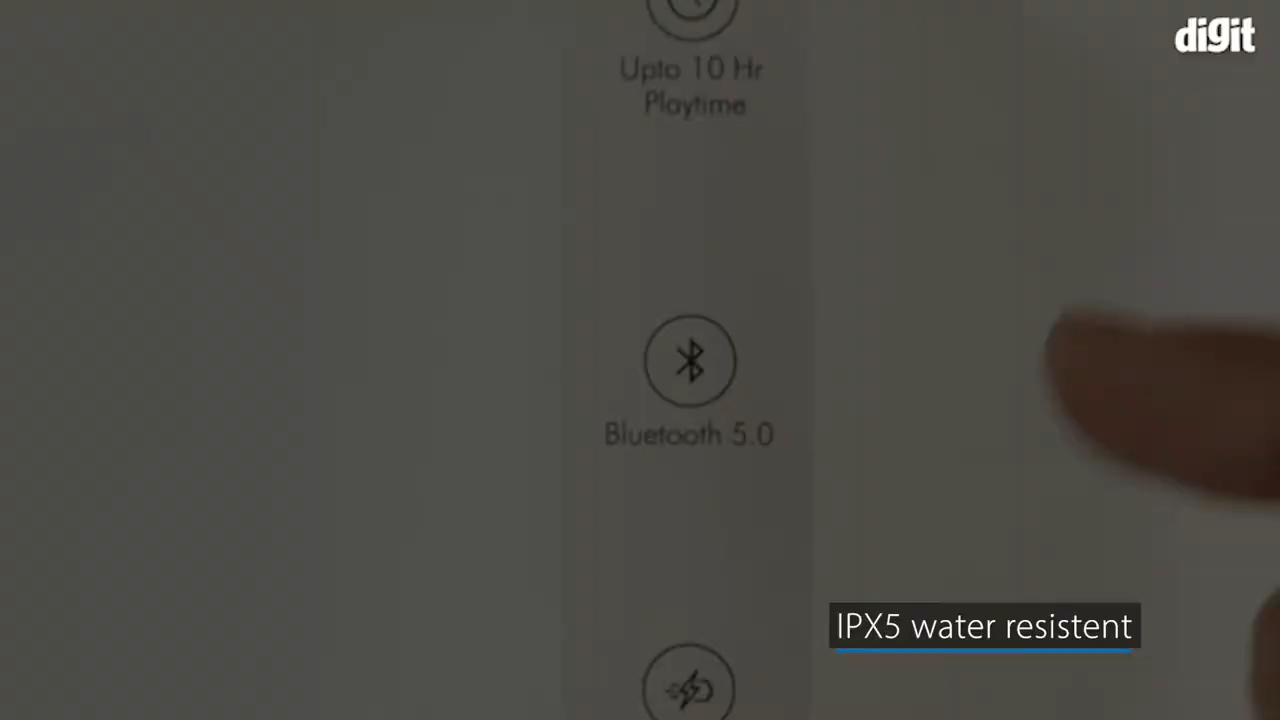 digit
Upto 10 Hr
Playtime
Bluetooth 5.0
IPX5 water resistent